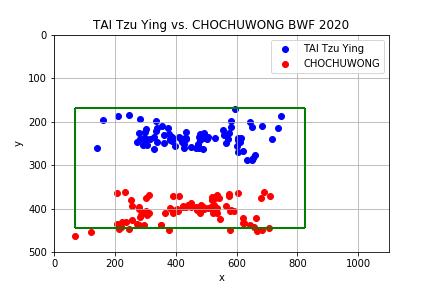 TAI Tzu Ying vs. CHOCHUWONG BWF 2020
TAI Tzu Ying
CHOCHUWONG
0
100
200
300
400
500
y
0 200 400 600 800 1000
x